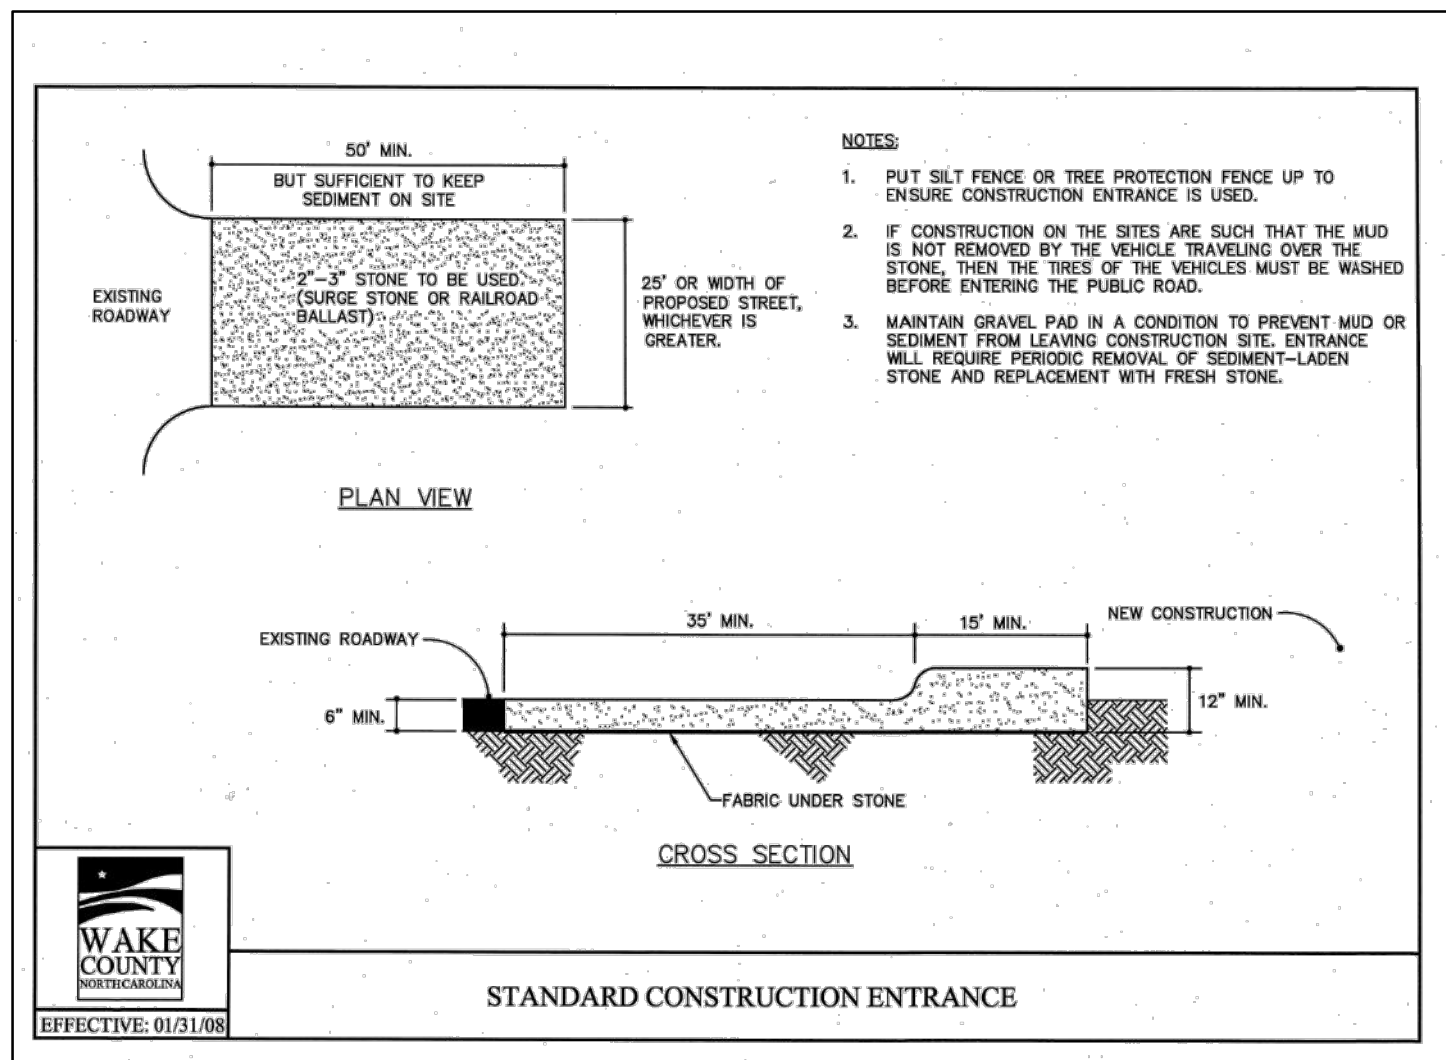 50' MIN.
BUT SUFFICIENT TO KEEP
SEDIMENT ON SITE
2"-3" STONE TO BE USED.
(SURGE STONE OR RAILROAD
BALLAST)
EXISTING
ROADWAY
25' OR WIDTH OF
PROPOSED STREET,
WHICHEVER IS
GREATER.
PLAN VIEW
NOTES:
1. PUT SILT FENCE OR TREE PROTECTION FENCE UP TO
ENSURE CONSTRUCTION ENTRANCE IS USED.
2. IF CONSTRUCTION ON THE SITES ARE SUCH THAT THE MUD
IS NOT REMOVED BY THE VEHICLE TRAVELING OVER THE
STONE, THEN THE TIRES OF THE VEHICLES MUST BE WASHED
BEFORE ENTERING THE PUBLIC ROAD.
3. MAINTAIN GRAVEL PAD IN A CONDITION TO PREVENT MUD OR
SEDIMENT FROM LEAVING CONSTRUCTION SITE. ENTRANCE
WILL REQUIRE PERIODIC REMOVAL OF SEDIMENT-LADEN
STONE AND REPLACEMENT WITH FRESH STONE.
EXISTING ROADWAY
35' MIN.
15' MIN.
NEW CONSTRUCTION
6" MIN.
12" MIN.
FABRIC UNDER STONE
CROSS SECTION
WAKE
COUNTY
NORTH CAROLINA
EFFECTIVE: 01/31/08
STANDARD CONSTRUCTION ENTRANCE